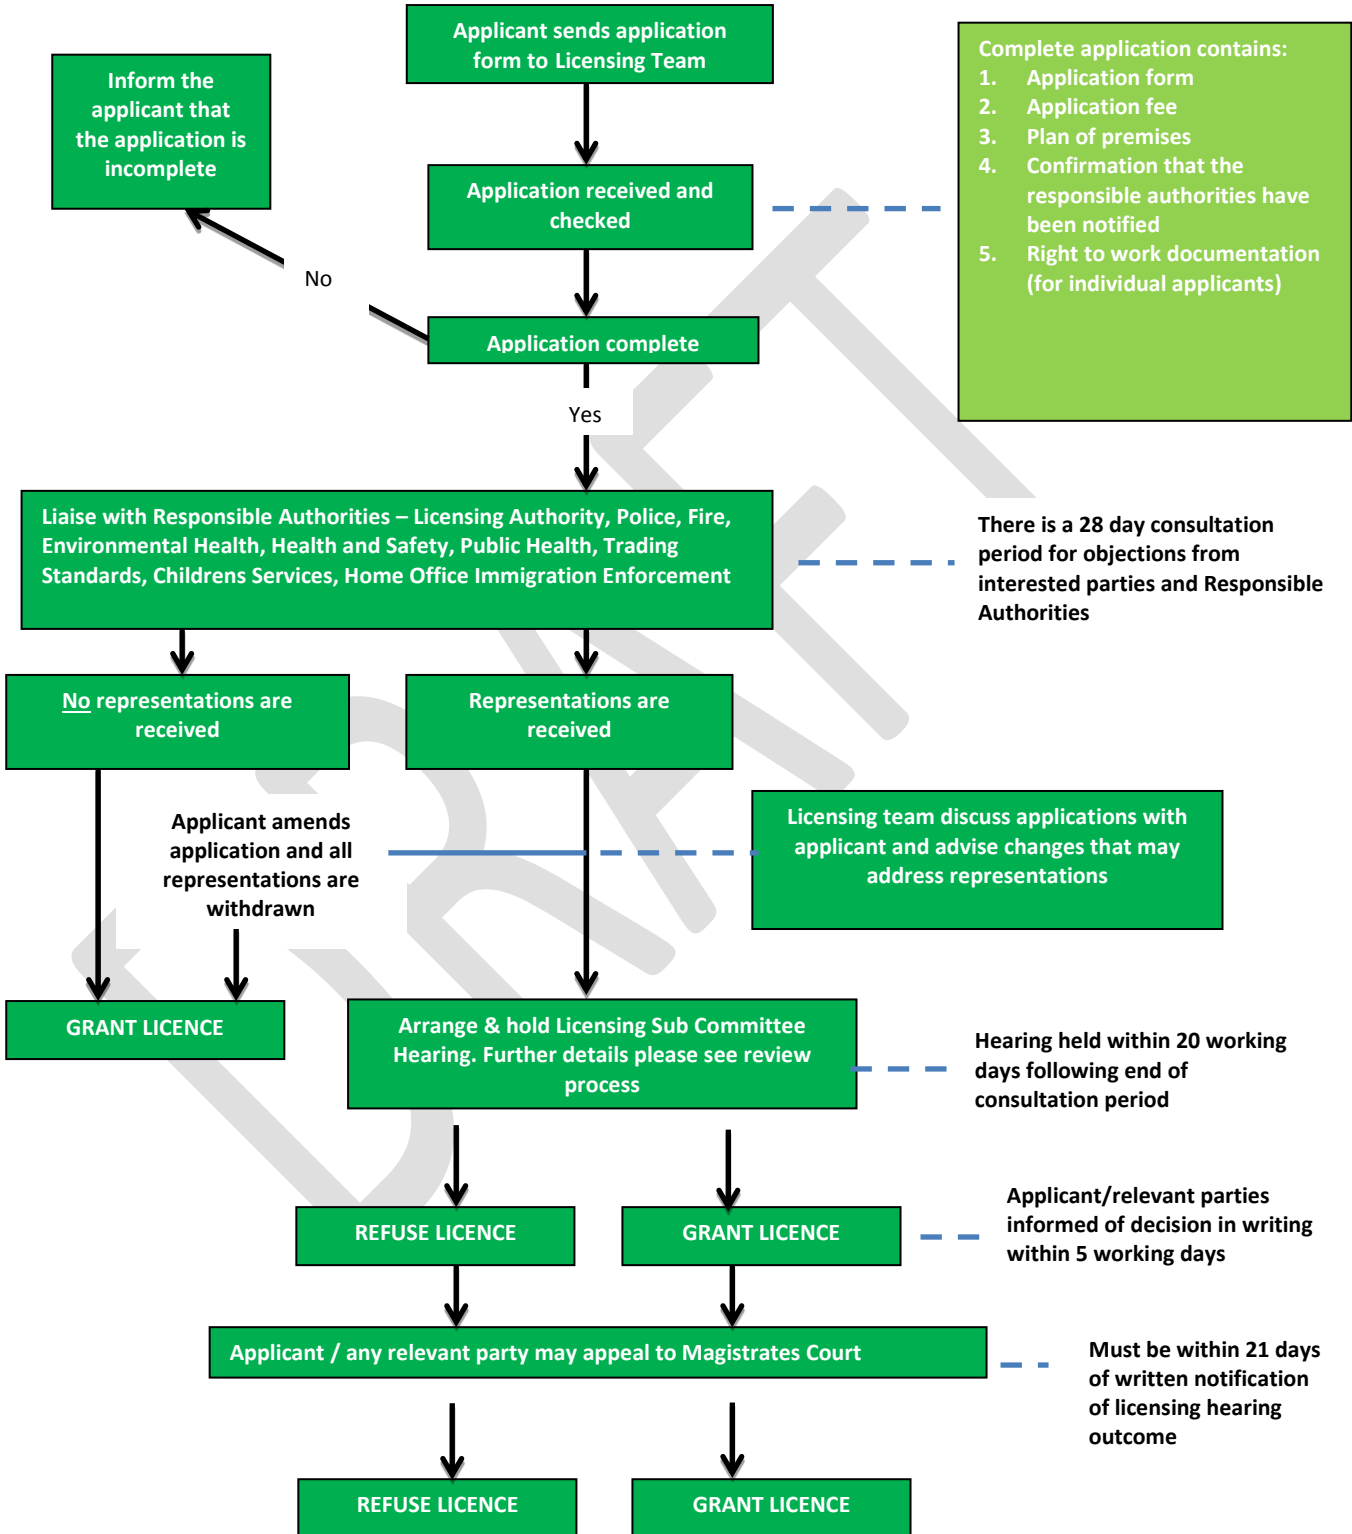 Applicant sends application
form to Licensing Team
Inform the
applicant that
the application is
incomplete
Complete application contains:
1. Application form
2. Application fee
3. Plan of premises
4. Confirmation that the
responsible authorities have
been notified
5. Right to work documentation
(for individual applicants)
Application received and
checked
No
Application complete
Yes
Liaise with Responsible Authorities – Licensing Authority, Police, Fire,
Environmental Health, Health and Safety, Public Health, Trading
Standards, Childrens Services, Home Office Immigration Enforcement
There is a 28 day consultation
period for objections from
interested parties and Responsible
Authorities
No representations are
received
Representations are
received
Applicant amends
application and all
representations are
withdrawn
Licensing team discuss applications with
applicant and advise changes that may
address representations
GRANT LICENCE
Arrange & hold Licensing Sub Committee
Hearing. Further details please see review
process
Hearing held within 20 working
days following end of
consultation period
REFUSE LICENCE
GRANT LICENCE
Applicant/relevant parties
informed of decision in writing
within 5 working days
Applicant / any relevant party may appeal to Magistrates Court
Must be within 21 days
of written notification
of licensing hearing
outcome
REFUSE LICENCE
GRANT LICENCE
DRAFT